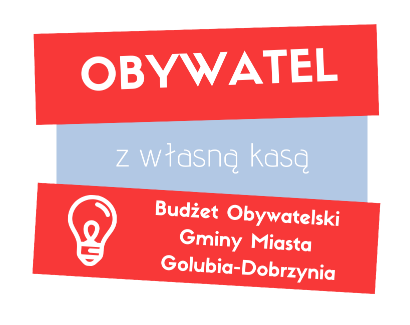 OBYWATEL
z własną kasą
Budżet Obywatelski
Gminy Miasta
Golubia-Dobrzynia